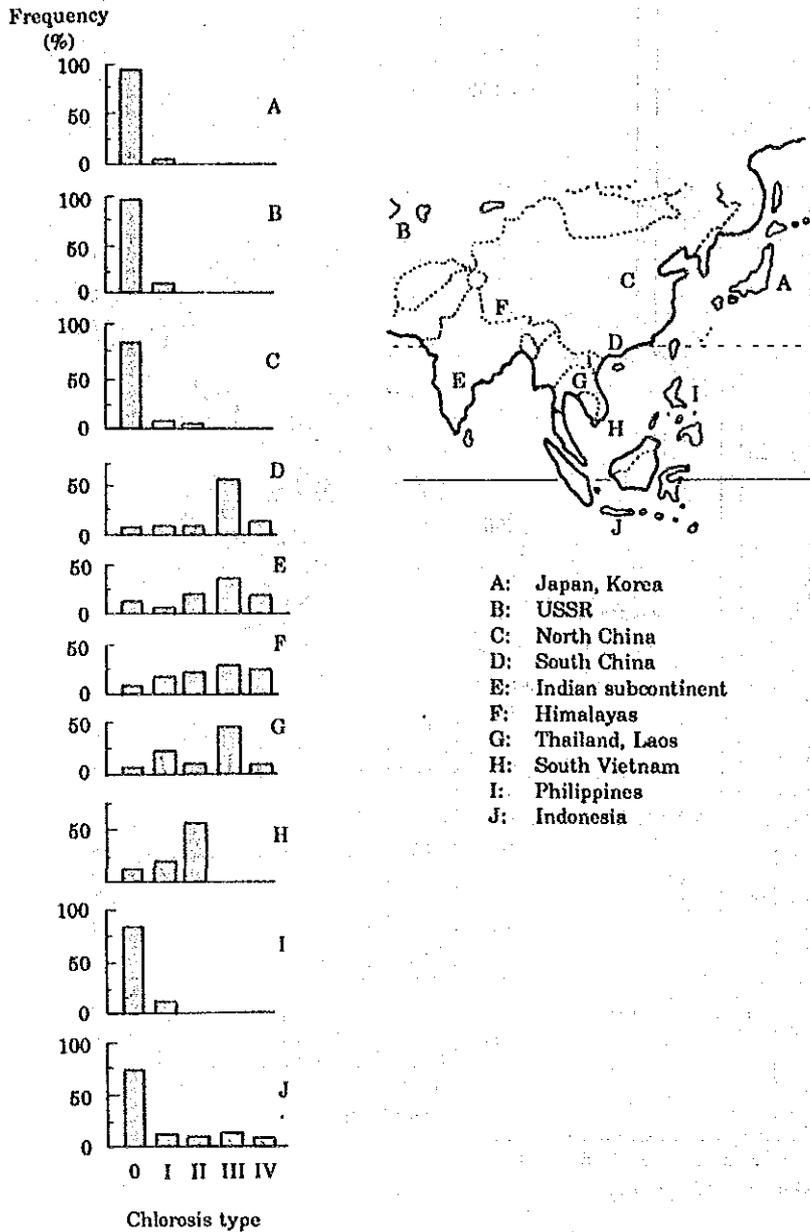 Frequency
(%)
100
50
0
A
100
50
0
B
100
50
0
C
50
0
D
50
0
E
50
0
F
50
0
G
50
H
100
50
0
I
100
50
0
J
0 I II III IV
Chlorosis type
B
C
A
F
D
E
G
I
H
J
A: Japan, Korea
B: USSR
C: North China
D: South China
E: Indian subcontinent
F: Himalayas
G: Thailand, Laos
H: South Vietnam
I: Philippines
J: Indonesia